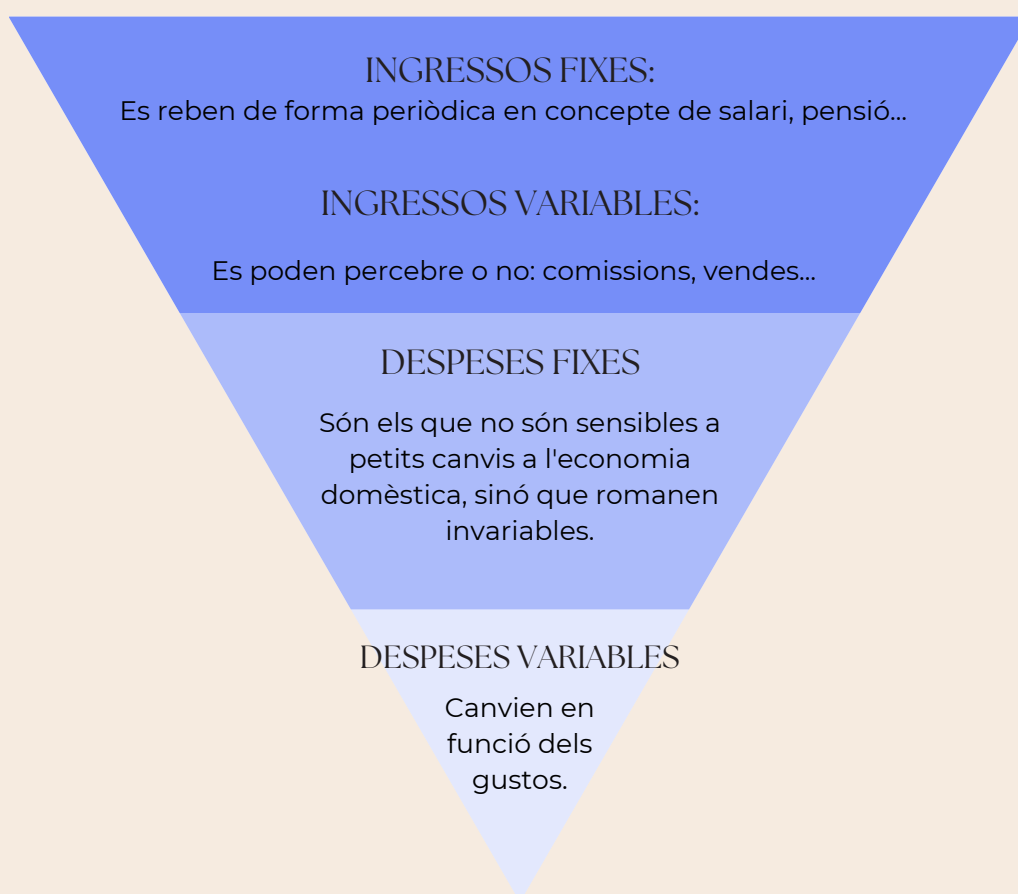 INGRESSOS FIXES:
Es reben de forma periòdica en concepte de salari, pensió...
INGRESSOS VARIABLES:
Es poden percebre o no: comissions, vendes...
DESPESES FIXES
Són els que no són sensibles a
petits canvis a l'economia
domèstica, sinó que romanen
invariables.
DESPESES VARIABLES
Canvien en
funció dels
gustos.